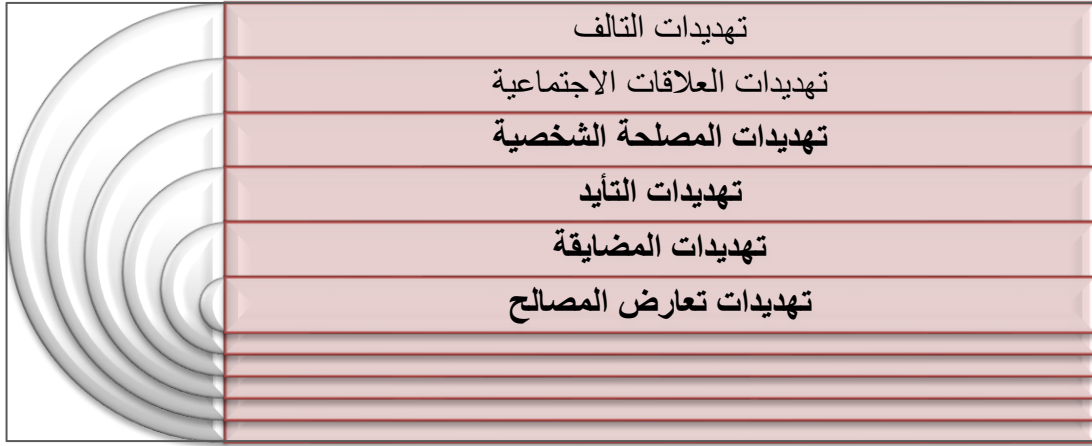 تهديدات التالف
تهديدات العلاقات الاجتماعية
تهديدات المصلحة الشخصية
تهديدات التأيد
تهديدات المضايقة
تهديدات تعارض المصالح